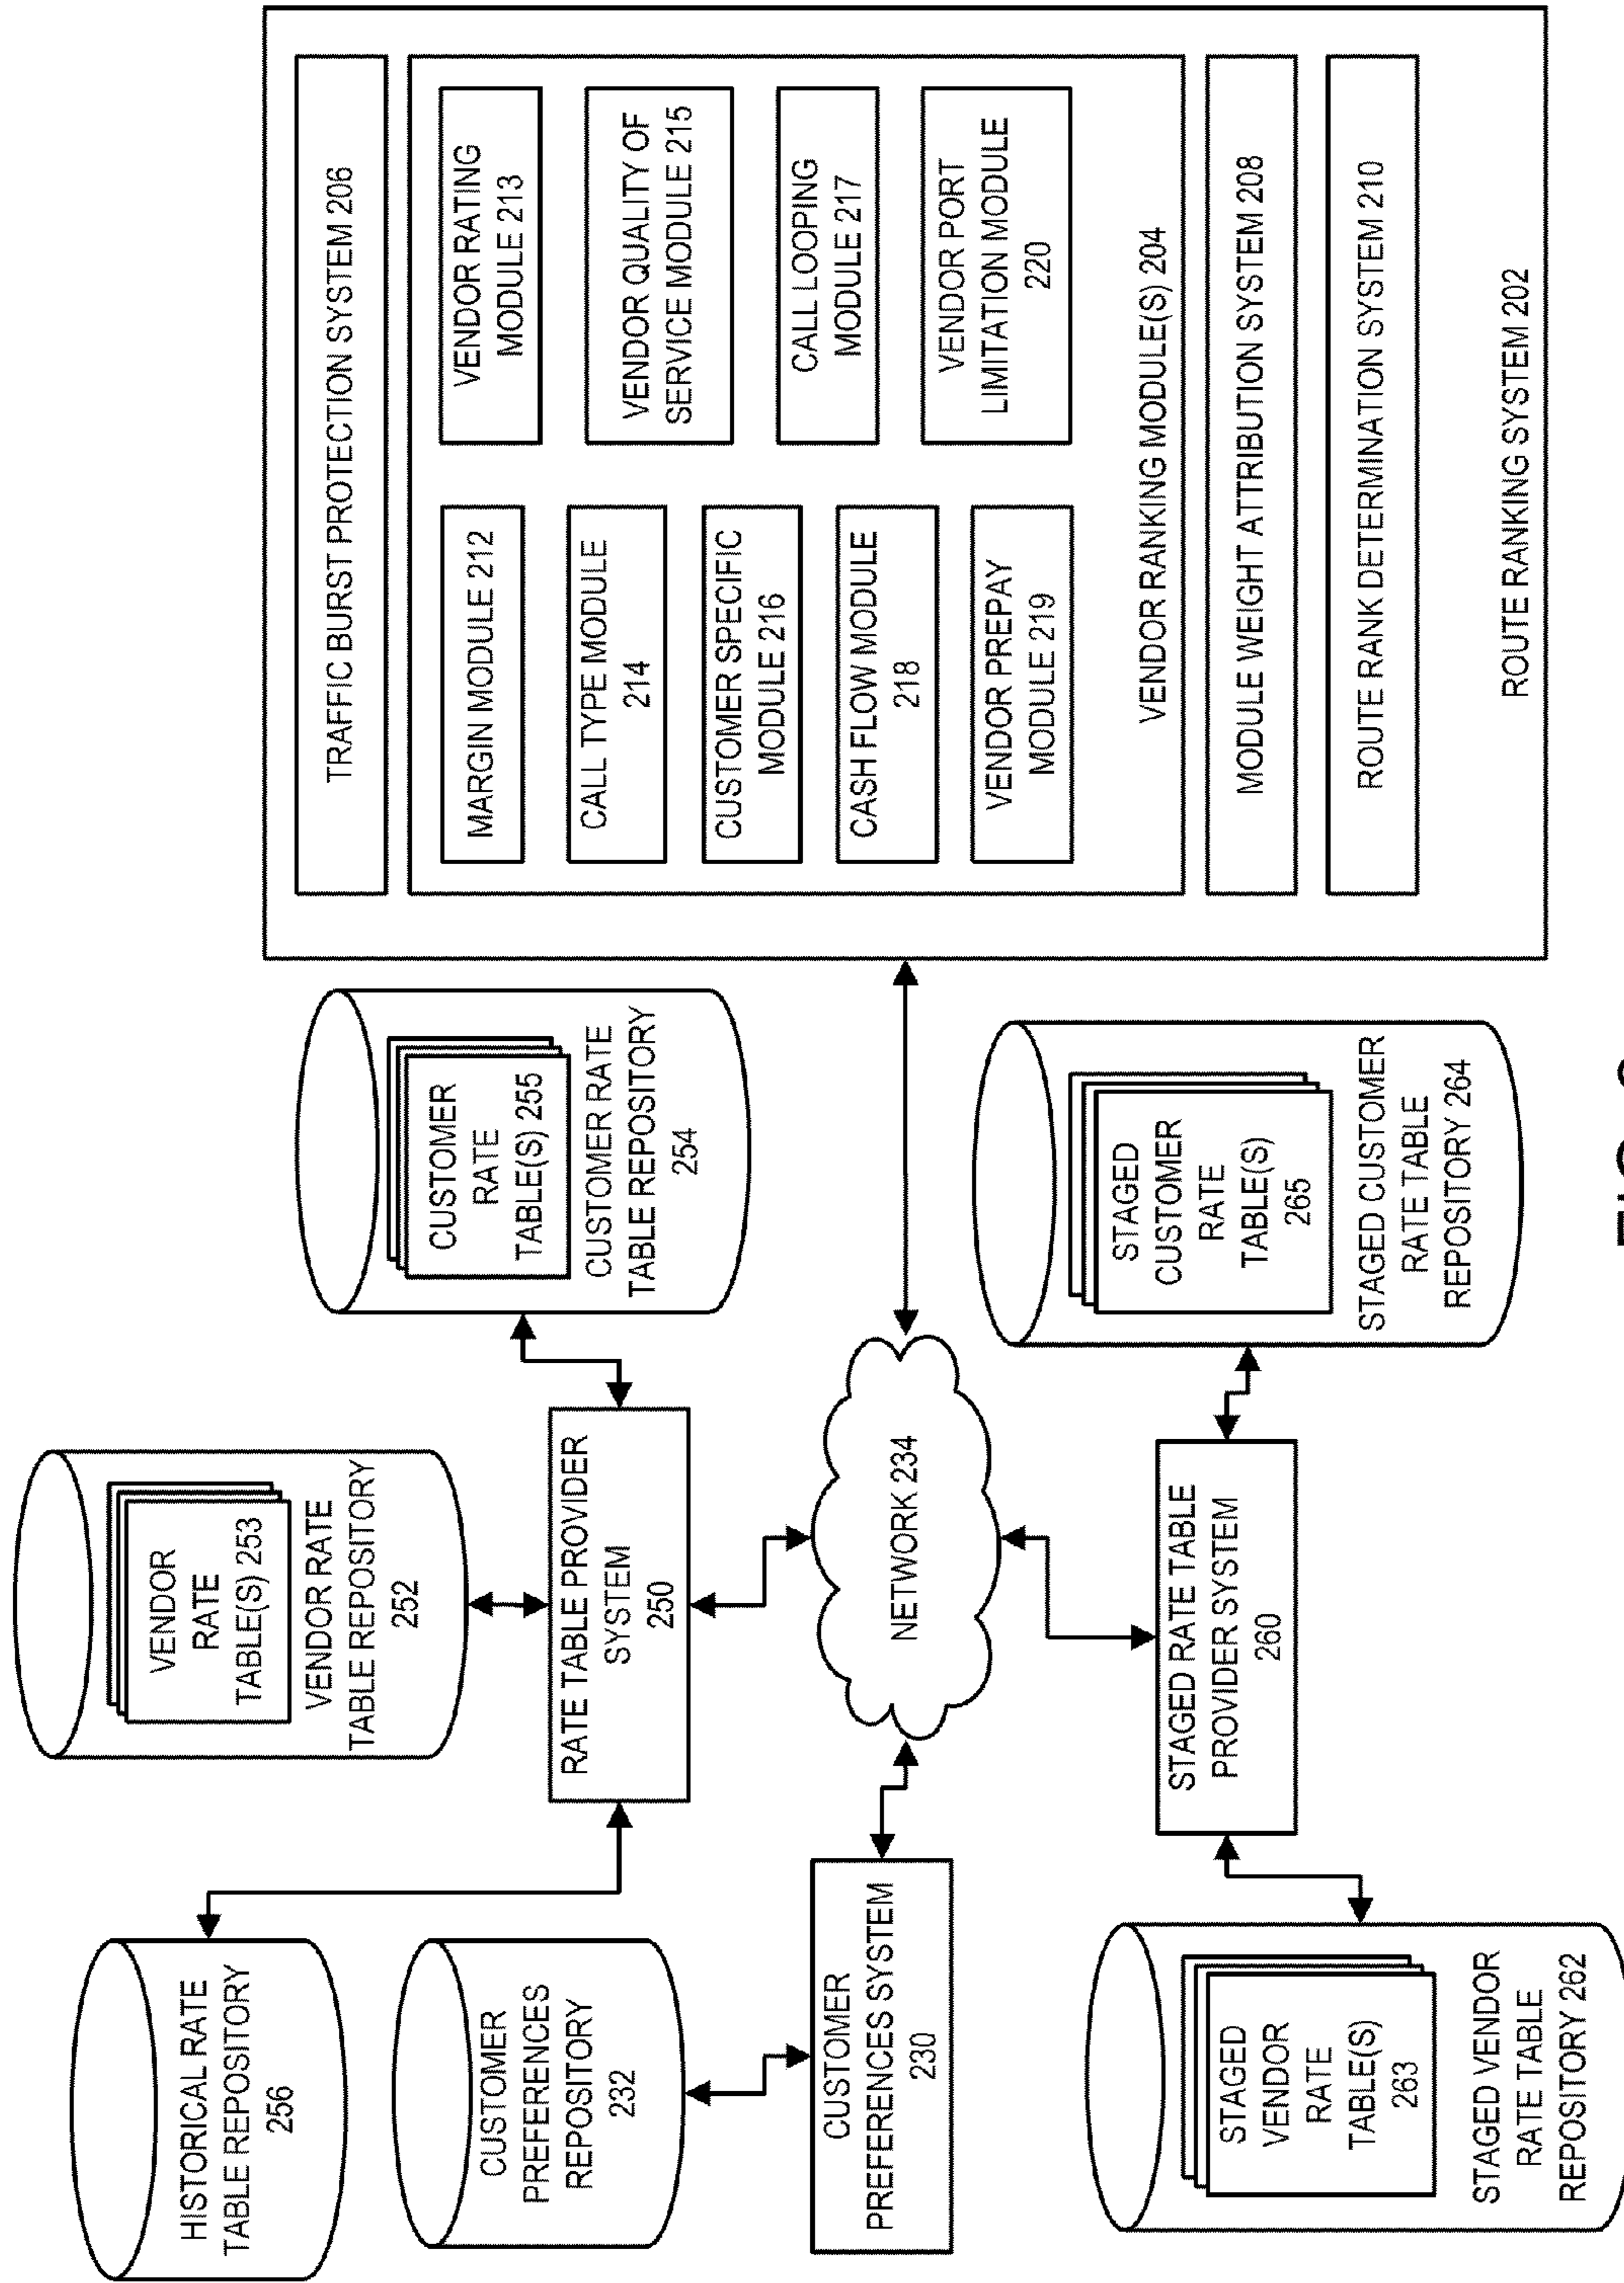 HISTORICAL RATE
TABLE REPOSITORY
256
VENDOR
RATE
TABLE(S) 253
VENDOR RATE
TABLE REPOSITORY
252
CUSTOMER
RATE
TABLE(S) 255
CUSTOMER RATE
TABLE REPOSITORY
254
CUSTOMER
PREFERENCES
REPOSITORY
232
RATE TABLE PROVIDER
SYSTEM
250
CUSTOMER
PREFERENCES SYSTEM
230
NETWORK 234
STAGED RATE TABLE
PROVIDER SYSTEM
260
STAGED
VENDOR
RATE
TABLE(S)
263
STAGED VENDOR
RATE TABLE
REPOSITORY 262
STAGED
CUSTOMER
RATE
TABLE(S)
265
STAGED CUSTOMER
RATE TABLE
REPOSITORY 264
TRAFFIC BURST PROTECTION SYSTEM 206
MARGIN MODULE 212
VENDOR RATING
MODULE 213
CALL TYPE MODULE
214
VENDOR QUALITY OF
SERVICE MODULE 215
CUSTOMER SPECIFIC
MODULE 216
CALL LOOPING
MODULE 217
CASH FLOW MODULE
218
VENDOR PREPAY
MODULE 219
VENDOR PORT
LIMITATION MODULE
220
VENDOR RANKING MODULE(S) 204
MODULE WEIGHT ATTRIBUTION SYSTEM 208
ROUTE RANK DETERMINATION SYSTEM 210
ROUTE RANKING SYSTEM 202